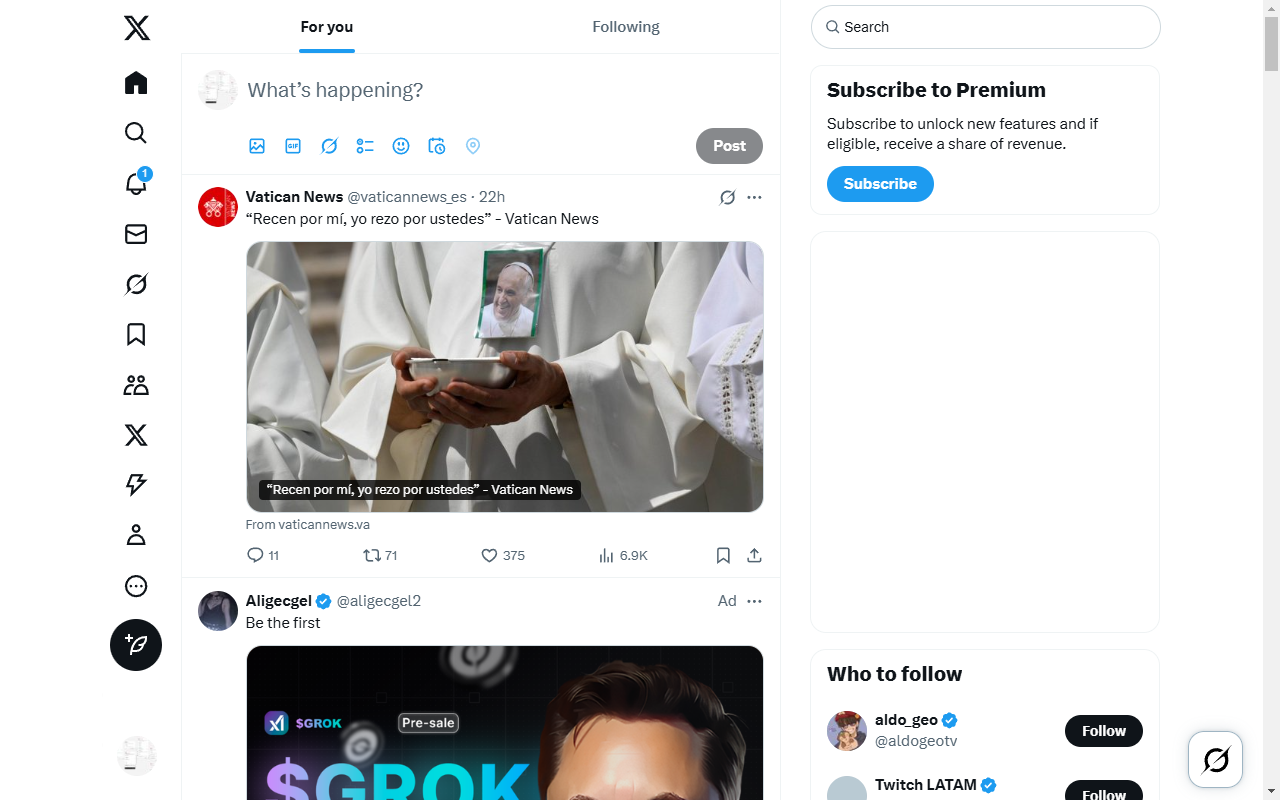 For you
Following
Search
What’s happening?
GIF
Post
Subscribe to Premium
Subscribe to unlock new features and if
eligible, receive a share of revenue.
Subscribe
1
Vatican News @vaticannews_es · 22h
“Recen por mí, yo rezo por ustedes” - Vatican News
“Recen por mí, yo rezo por ustedes” - Vatican News
From vaticannews.va
11
71
375
6.9K
Aligecgel @aligecgel2
Ad
Be the first
$GROK
Pre-sale
$GROK
Who to follow
aldo_geo
@aldogeotv
Follow
Twitch LATAM
Follow